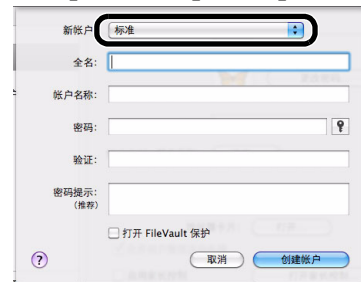 新帐户: 标准
全名:
帐户名称:
密码:
验证:
密码提示:
(推荐)
打开 FileVault 保护
? 取消 创建帐户